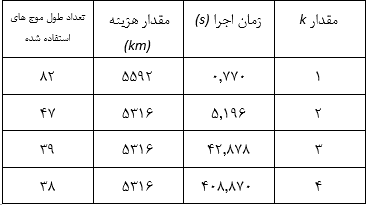 مقدار k	زمان اجرا (s)	مقدار هزینه (km)	تعداد طول موج های استفاده شده
۱	۰,۷۷۰	۵۵۹۲	۸۲
۲	۵,۱۹۶	۵۳۱۶	۴۷
۳	۴۲,۸۷۸	۵۳۱۶	۳۹
۴	۴۰۸,۸۷۰	۵۳۱۶	۳۸